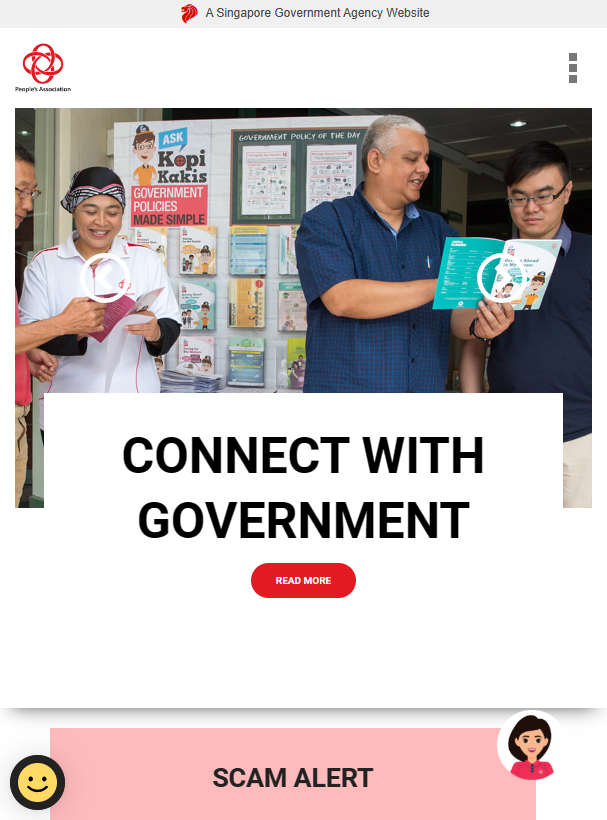 A Singapore Government Agency Website
People's Association
ASK
Kopi
Kakis
GOVERNMENT
POLICIES
MADE SIMPLE
GOVERNMENT POLICY OF THE DAY
CONNECT WITH
GOVERNMENT
READ MORE
SCAM ALERT